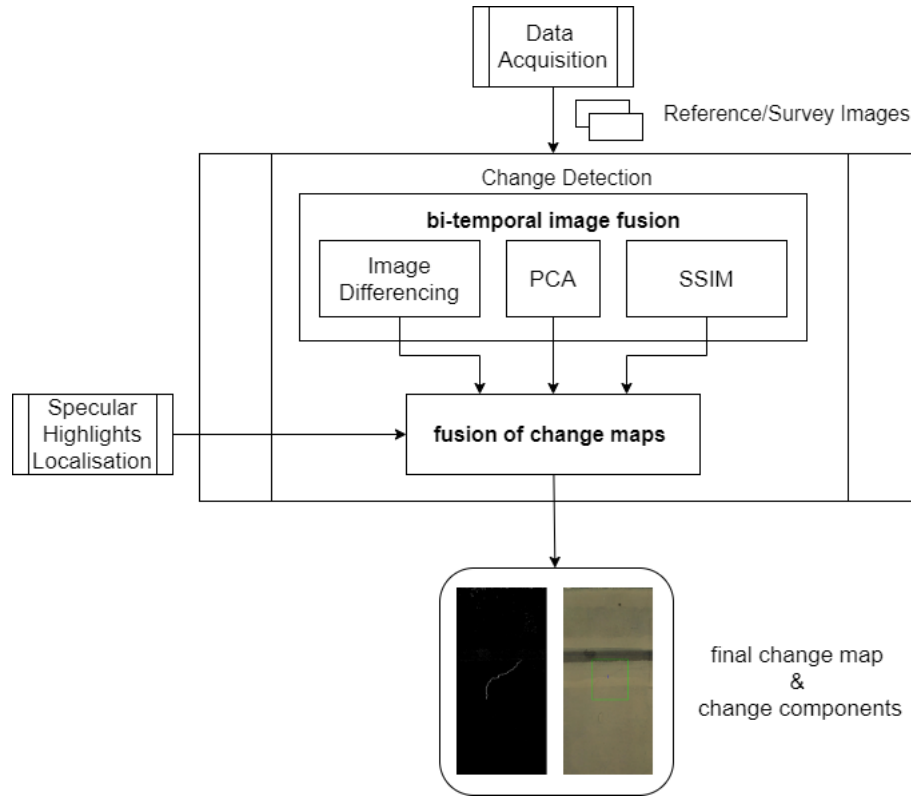 Data
Acquisition
Reference/Survey Images
Change Detection
bi-temporal image fusion
Image
Differencing
PCA
SSIM
Specular
Highlights
Localisation
fusion of change maps
final change map
&
change components